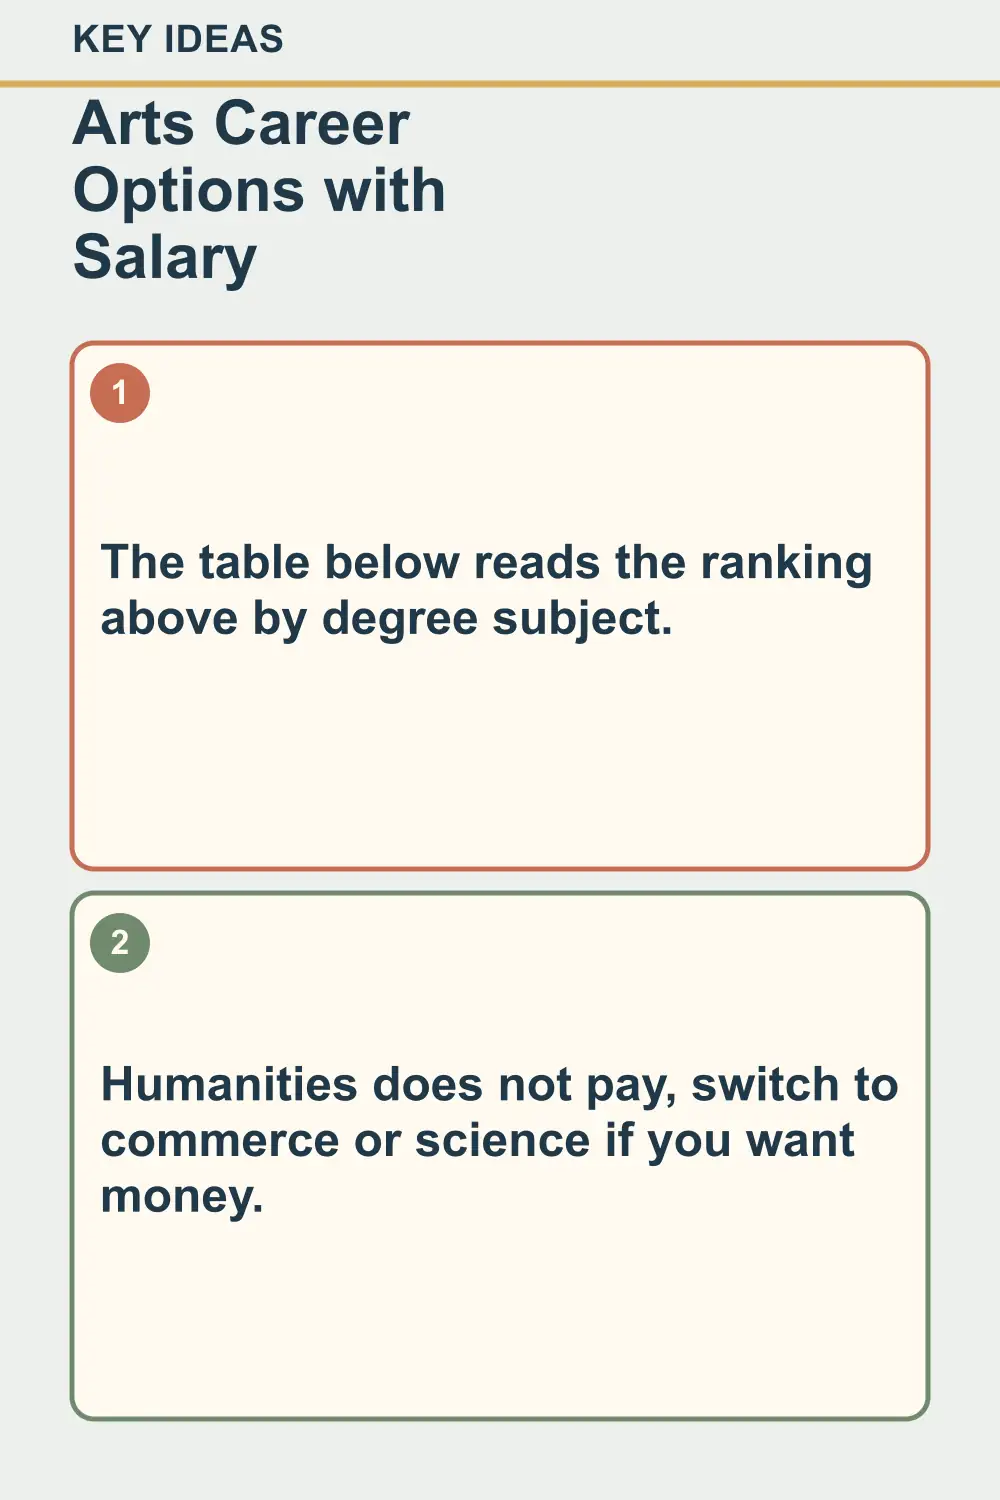 KEY IDEAS
Arts Career
Options with
Salary
1
The table below reads the ranking
above by degree subject.
2
Humanities does not pay, switch to
commerce or science if you want
money.